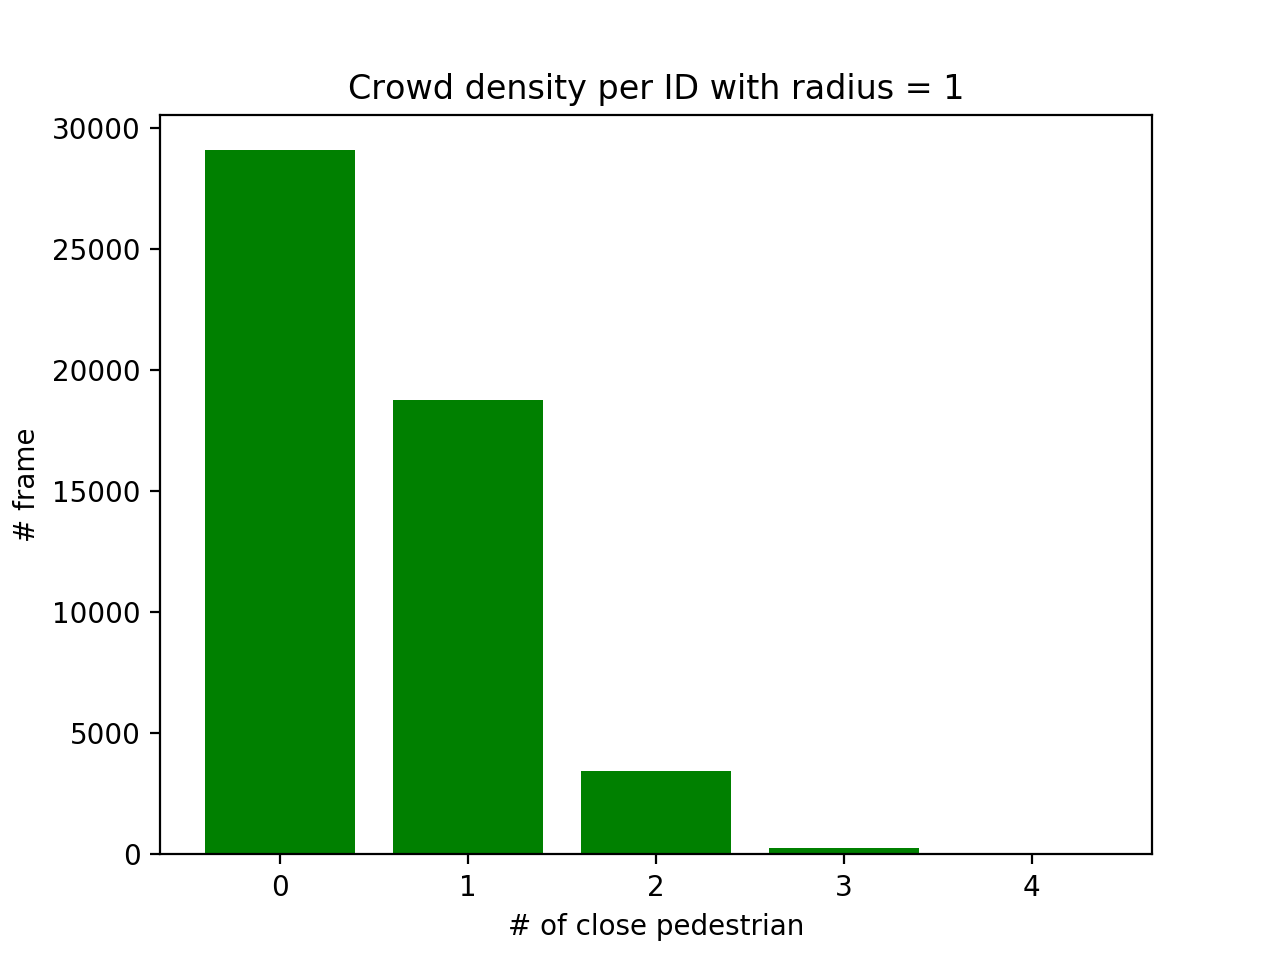 Crowd density per ID with radius = 1
30000
25000
20000
15000
10000
5000
0
# frame
0 1 2 3 4
# of close pedestrian